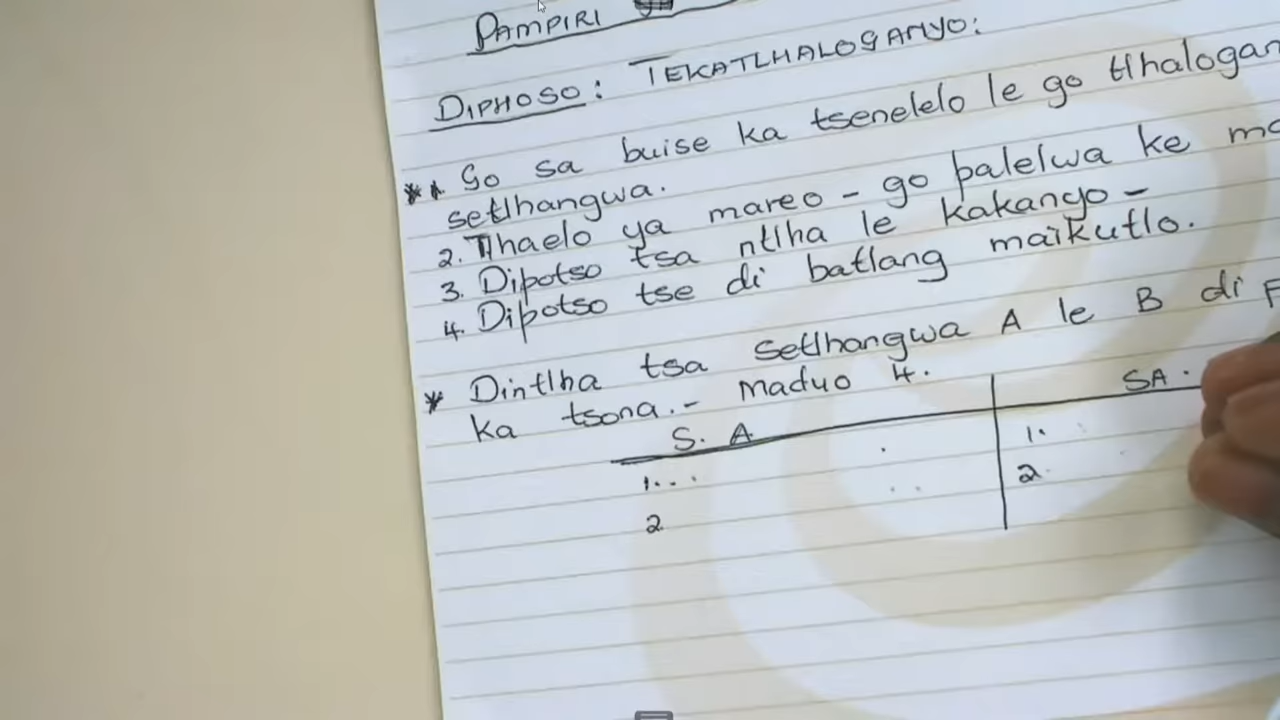 PAMPIRI
DIPHOSO: TEKATLHALOGANYO:
** 1. Go sa buise ka tsenelelo le go tlhalogan
setlhangwa.
2. Tlhaelo ya mareo - go palelwa ke
3. Dipotso tsa ntlha le kakanyo -
4. Dipotso tse di batlang maikutlo.
* Dintlha tsa setlhangwa A le B di F
ka tsona. - maduo 4.
S. A. SA.
1... 1.
2 2.